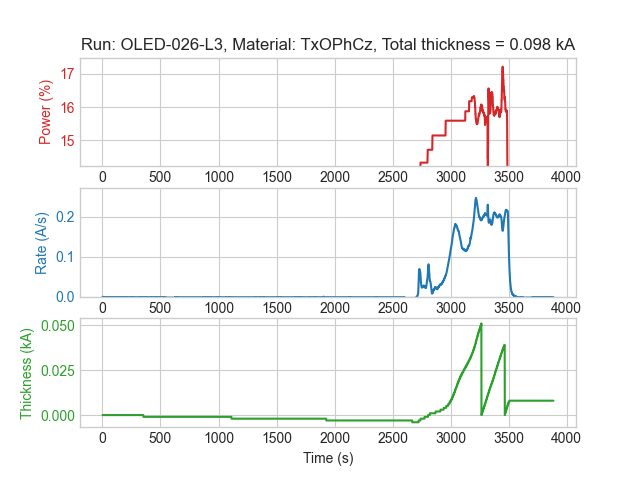 Run: OLED-026-L3, Material: TxOPhCz, Total thickness = 0.098 kA
17
16
15
Power (%)
0 500 1000 1500 2000 2500 3000 3500 4000
0.2
0.1
0.0
Rate (A/s)
0 500 1000 1500 2000 2500 3000 3500 4000
0.050
0.025
0.000
Thickness (kA)
0 500 1000 1500 2000 2500 3000 3500 4000
Time (s)